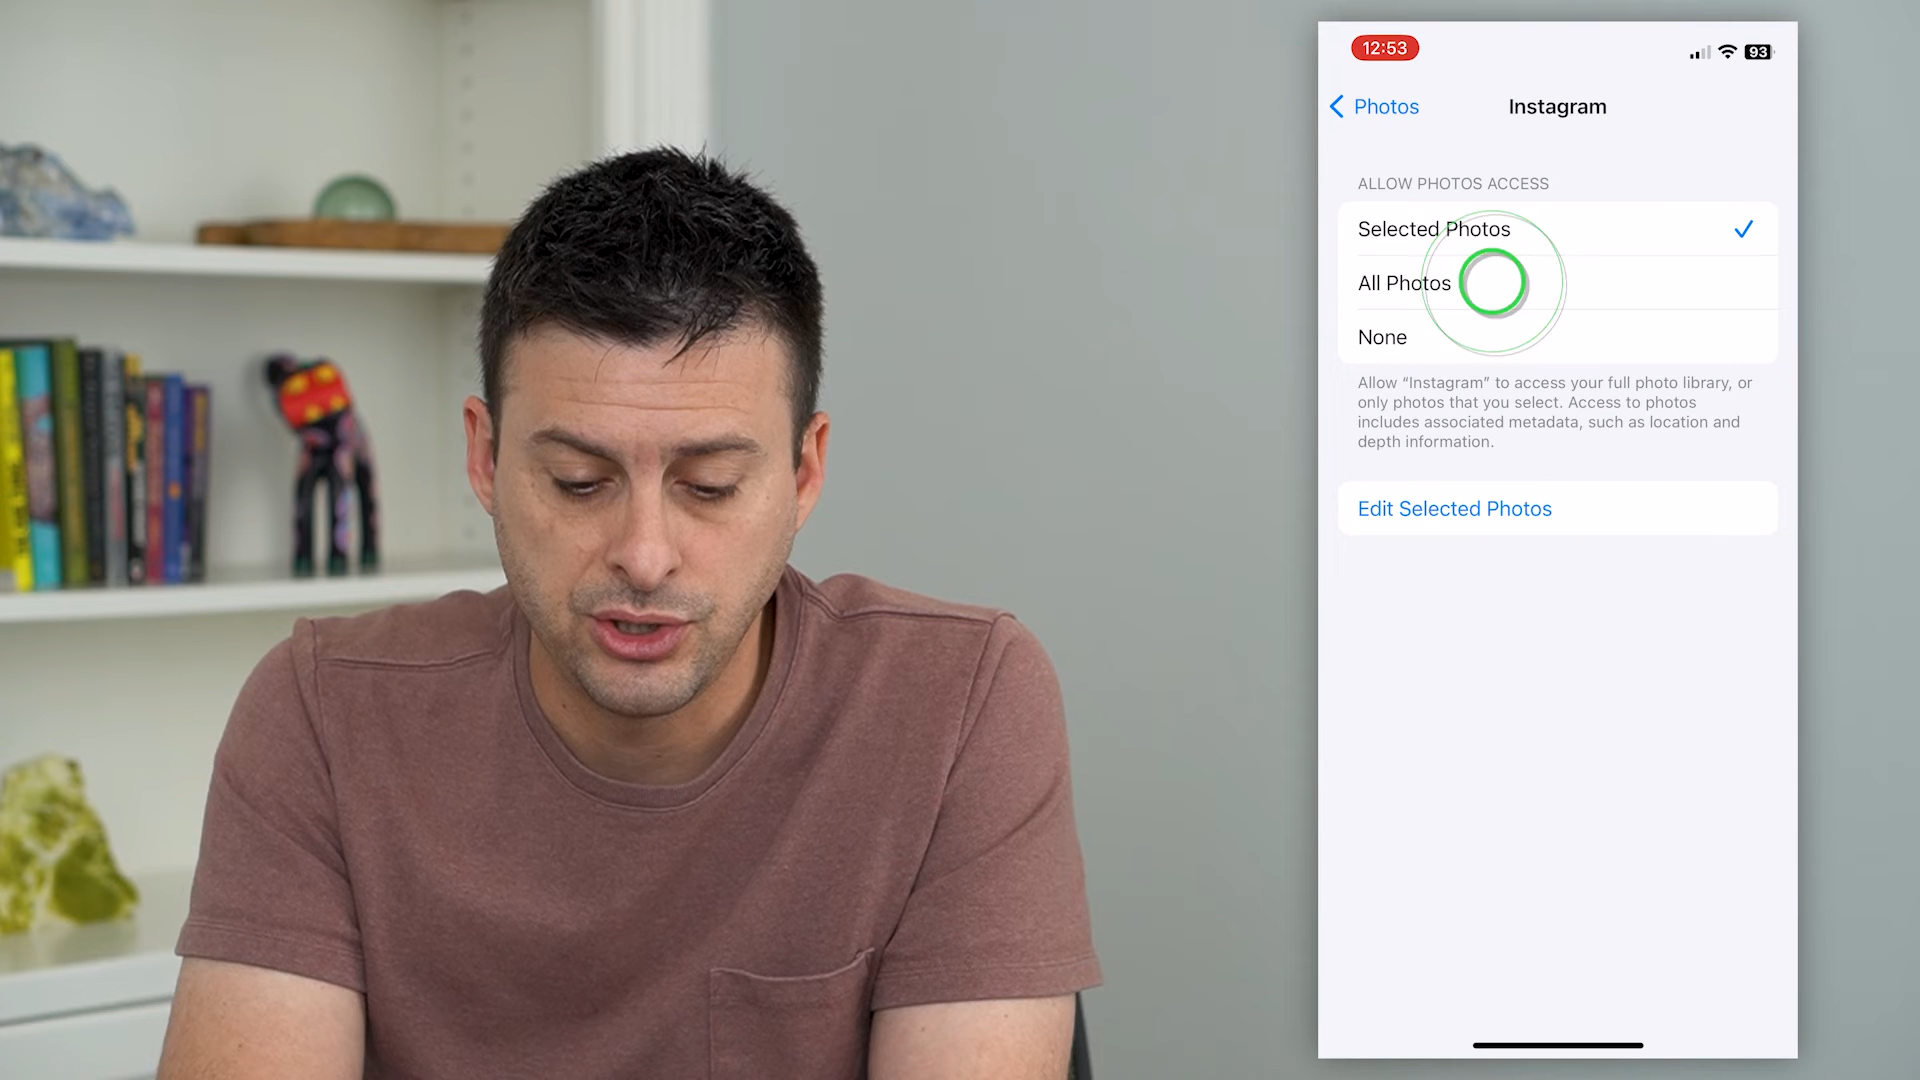 12:53
93
Photos
Instagram
ALLOW PHOTOS ACCESS
Selected Photos
All Photos
None
Allow “Instagram” to access your full photo library, or
only photos that you select. Access to photos
includes associated metadata, such as location and
depth information.
Edit Selected Photos